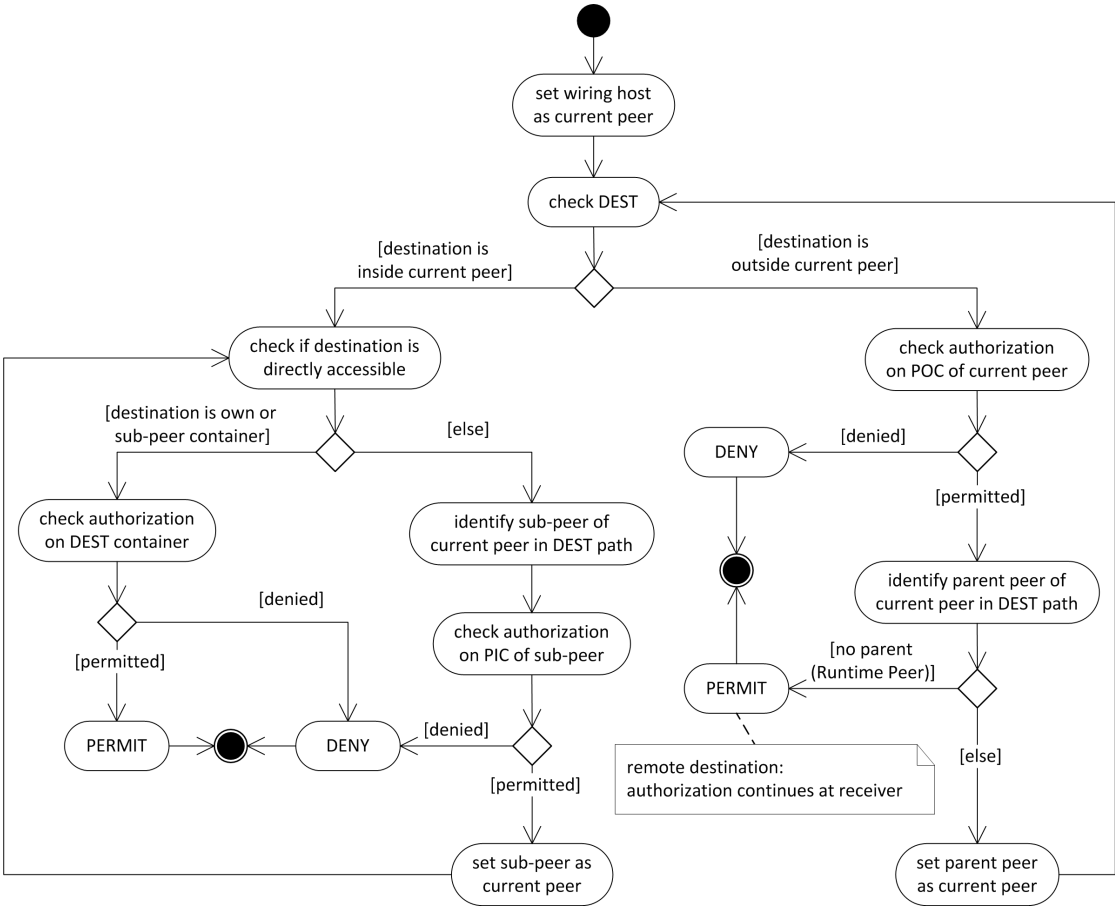 set wiring host
as current peer
check DEST
[destination is
inside current peer]
[destination is
outside current peer]
check if destination is
directly accessible
check authorization
on POC of current peer
[destination is own or
sub-peer container]
[else]
[denied]
DENY
[permitted]
check authorization
on DEST container
identify sub-peer of
current peer in DEST path
identify parent peer of
current peer in DEST path
[denied]
check authorization
on PIC of sub-peer
[permitted]
[no parent
(Runtime Peer)]
PERMIT
PERMIT
DENY
[denied]
[else]
remote destination:
authorization continues at receiver
[permitted]
set sub-peer as
current peer
set parent peer
as current peer